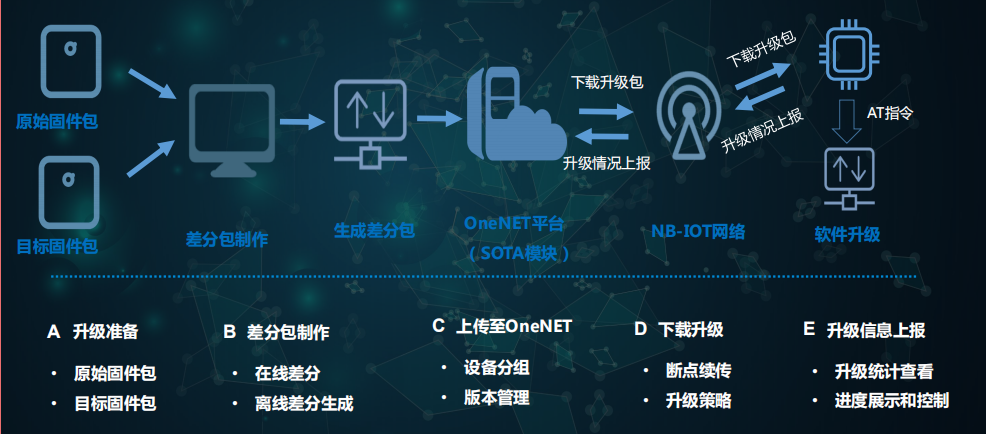 原始固件包
目标固件包
差分包制作
生成差分包
OneNET平台
（SOTA模块）
下载升级包
升级情况上报
NB-IOT网络
下载升级包
升级情况上报
AT指令
软件升级
A 升级准备
• 原始固件包
• 目标固件包
B 差分包制作
• 在线差分
• 离线差分生成
C 上传至OneNET
• 设备分组
• 版本管理
D 下载升级
• 断点续传
• 升级策略
E 升级信息上报
• 升级统计查看
• 进度展示和控制